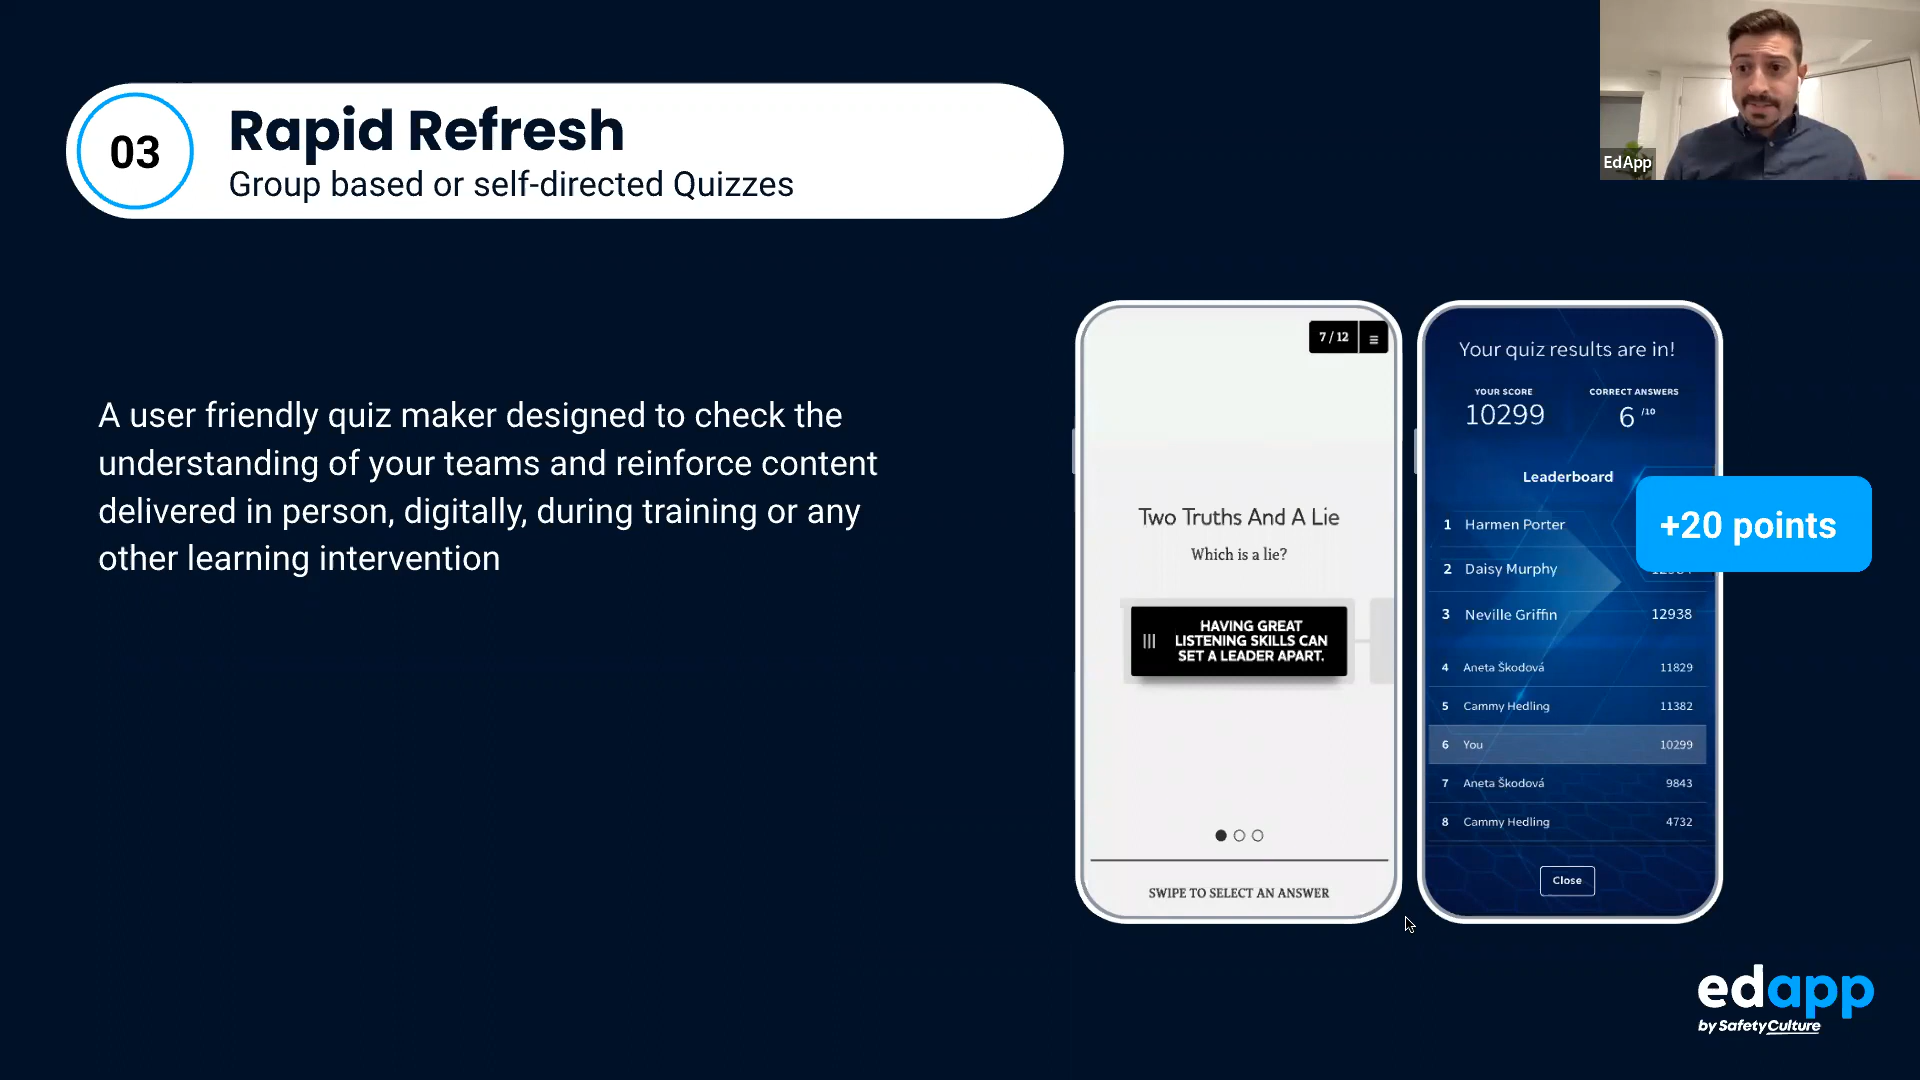 03
Rapid Refresh
Group based or self-directed Quizzes
EdApp
A user friendly quiz maker designed to check the
understanding of your teams and reinforce content
delivered in person, digitally, during training or any
other learning intervention
7 / 12
Two Truths And A Lie
Which is a lie?
HAVING GREAT
LISTENING SKILLS CAN
SET A LEADER APART.
SWIPE TO SELECT AN ANSWER
Your quiz results are in!
YOUR SCORE CORRECT ANSWERS
10299 6 /10
Leaderboard
1 Harmen Porter
+20 points
2 Daisy Murphy
3 Neville Griffin 12938
4 Aneta Škodová 11829
5 Cammy Hedling 11382
6 You 10299
7 Aneta Škodová 9843
8 Cammy Hedling 4732
Close
edapp
by SafetyCulture